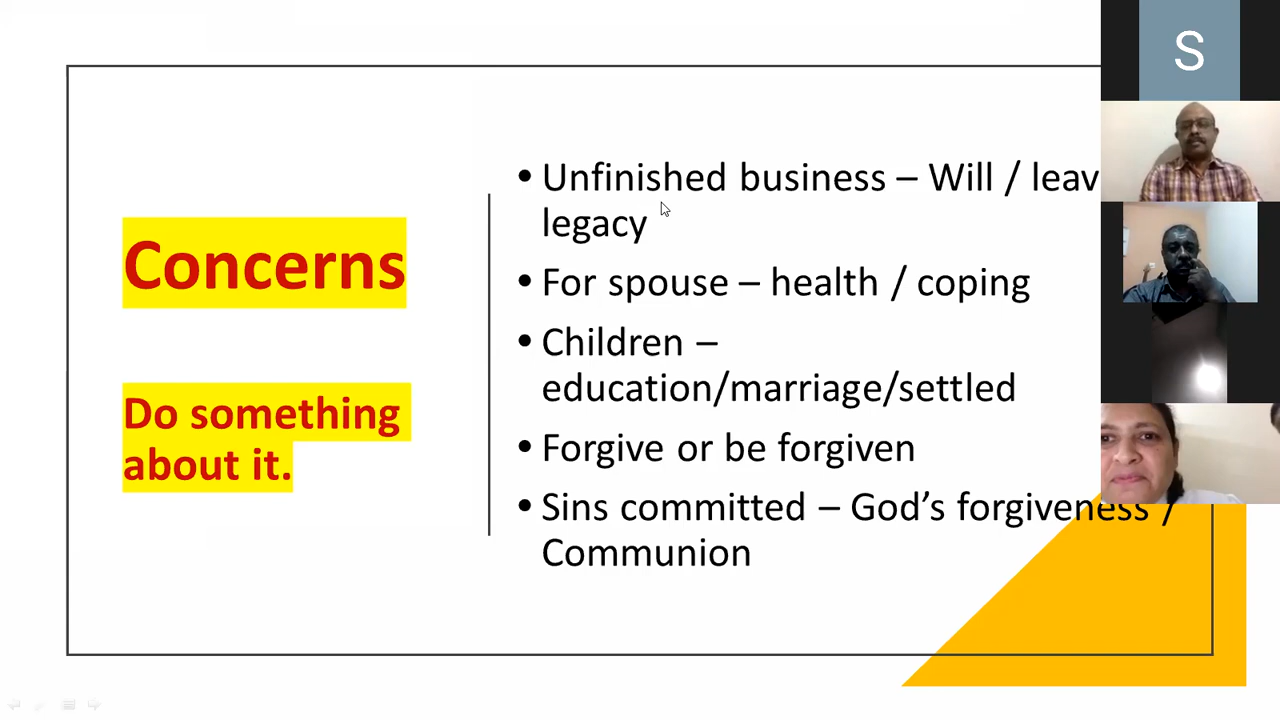 Concerns
Do something
about it.
• Unfinished business – Will /
legacy
• For spouse – health / coping
• Children –
education/marriage/settled
• Forgive or be forgiven
• Sins committed – God’s forgiveness /
Communion
S